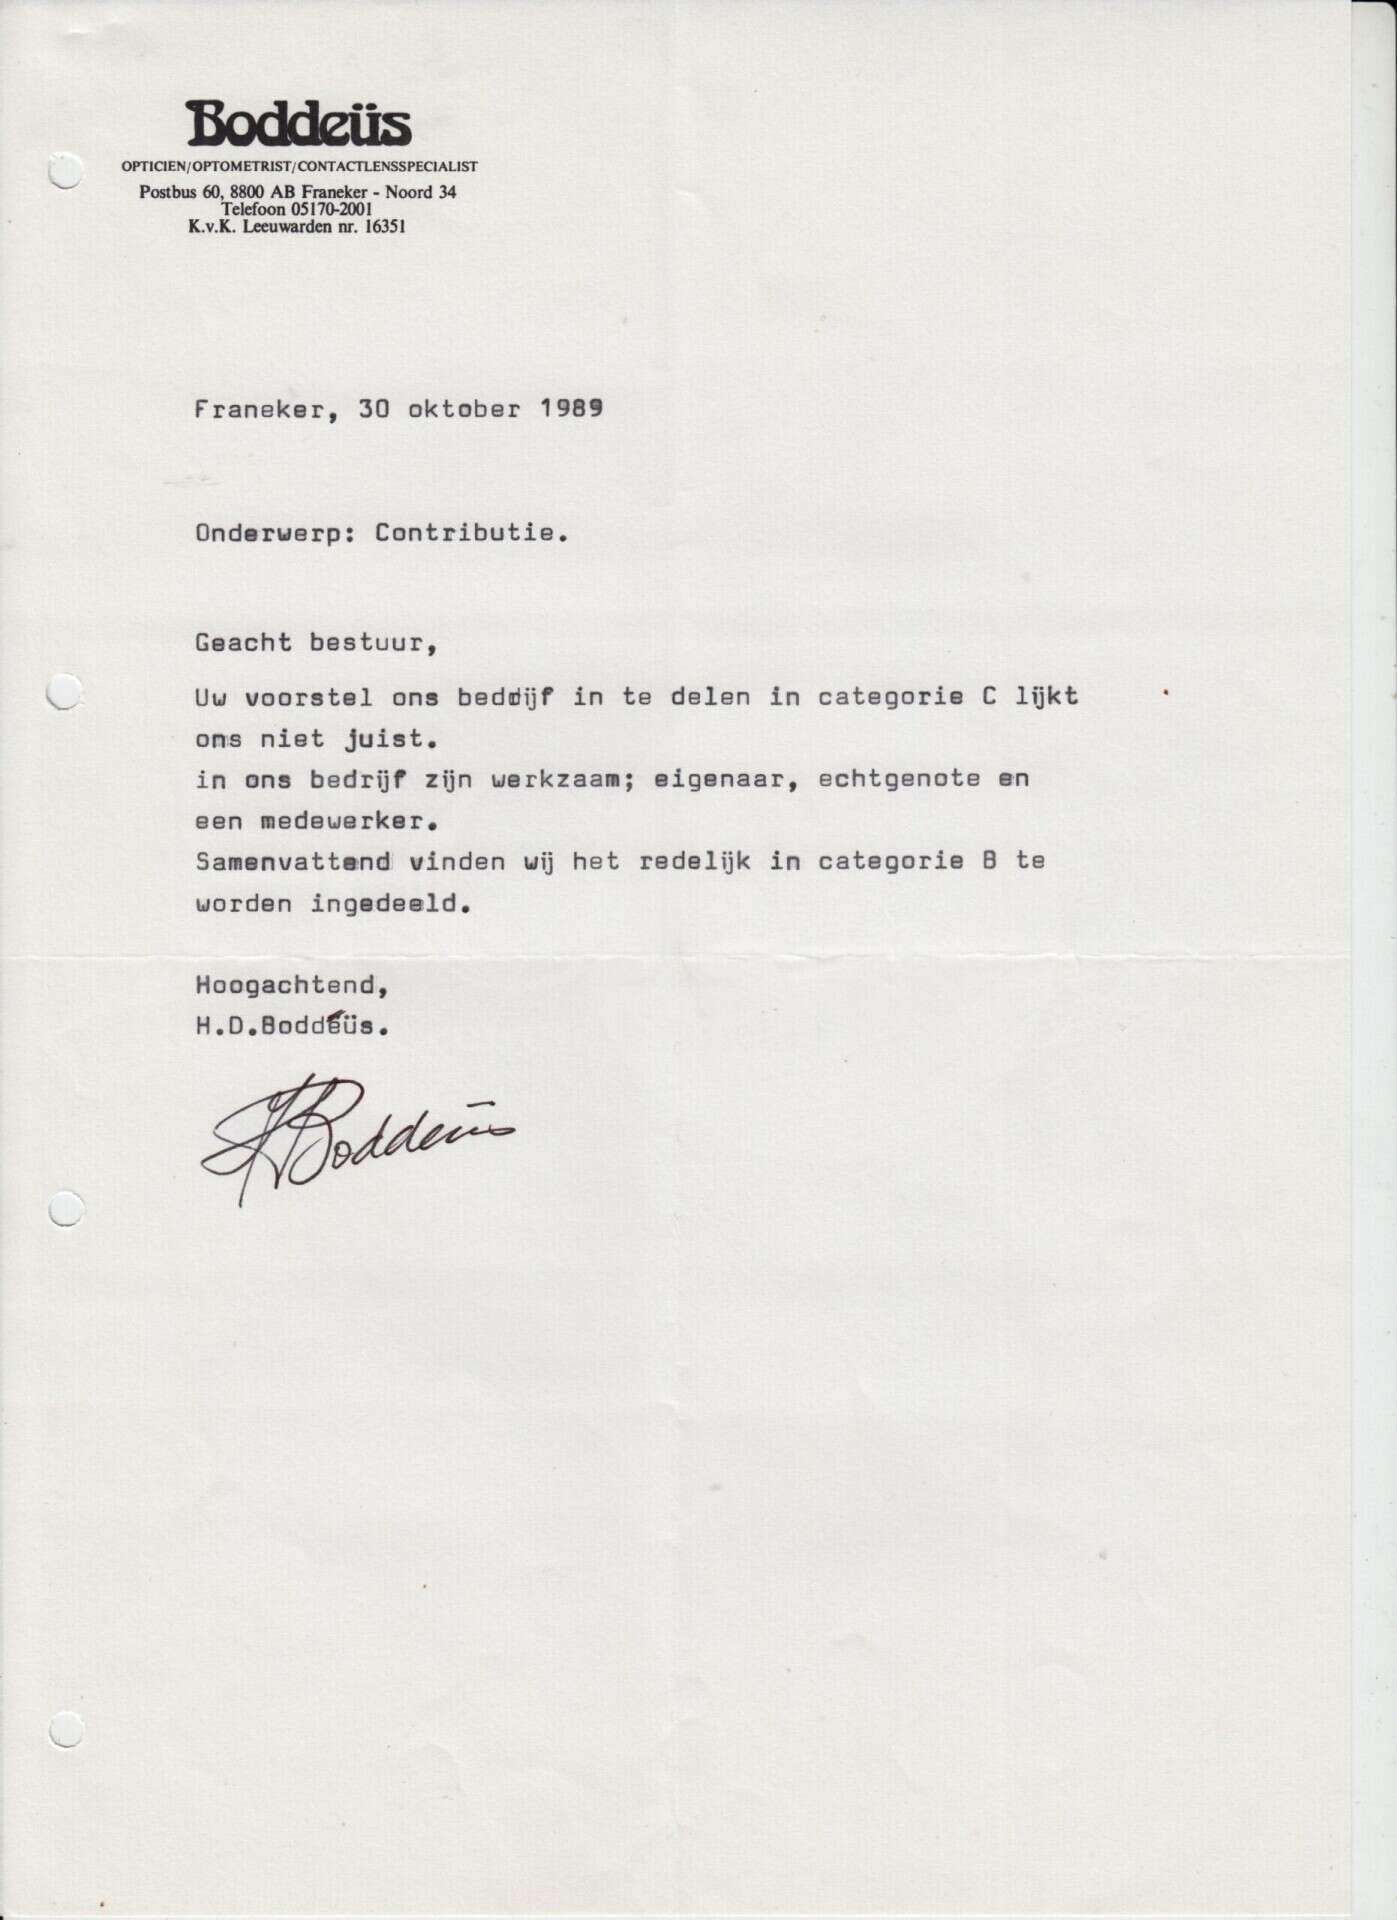 Boddeüs
OPTICIEN/OPTOMETRIST/CONTACTLENSSPECIALIST
Postbus 60, 8800 AB Franeker - Noord 34
Telefoon 05170-2001
K.v.K. Leeuwarden nr. 16351
Franeker, 30 oktober 1989
Onderwerp: Contributie.
Geacht bestuur,
Uw voorstel ons beddijf in te delen in categorie C lijkt
ons niet juist.
in ons bedrijf zijn werkzaam; eigenaar, echtgenote en
een medewerker.
Samenvattend vinden wij het redelijk in categorie B te
worden ingedeeld.
Hoogachtend,
H.D.Boddeüs.
HBoddeüs